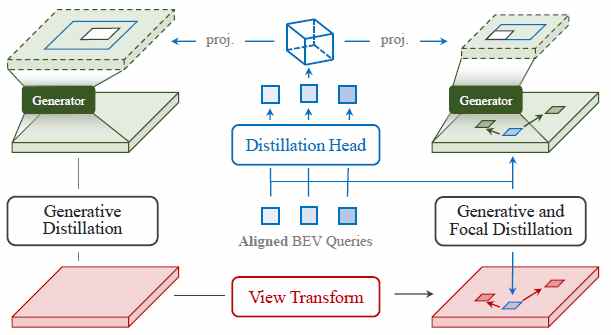 proj.
proj.
Generator
Generator
Distillation Head
Generative
Distillation
Generative and
Focal Distillation
Aligned BEV Queries
View Transform